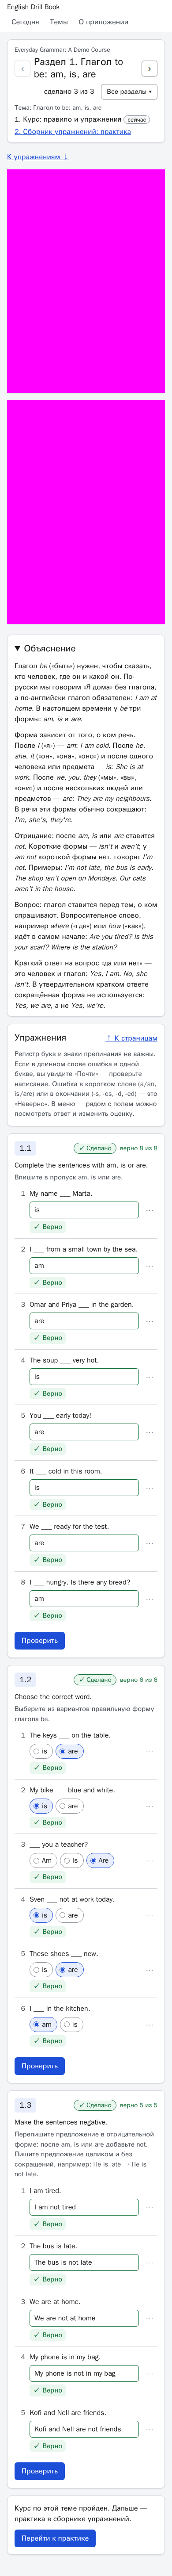 English Drill Book
Сегодня Темы О приложении
Everyday Grammar: A Demo Course
‹ Раздел 1. Глагол to be: am, is, are ›
сделано 3 из 3 Все разделы ▾
Тема: Глагол to be: am, is, are
1. Курс: правило и упражнения сейчас
2. Сборник упражнений: практика
К упражнениям ↓
▼ Объяснение
Глагол be («быть») нужен, чтобы сказать,
кто человек, где он и какой он. По-
русски мы говорим «Я дома» без глагола,
а по-английски глагол обязателен: I am at
home. В настоящем времени у be три
формы: am, is и are.
Форма зависит от того, о ком речь.
После I («я») — am: I am cold. После he,
she, it («он», «она», «оно») и после одного
человека или предмета — is: She is at
work. После we, you, they («мы», «вы»,
«они») и после нескольких людей или
предметов — are: They are my neighbours.
В речи эти формы обычно сокращают:
I'm, she's, they're.
Отрицание: после am, is или are ставится
not. Короткие формы — isn't и aren't; у
am not короткой формы нет, говорят I'm
not. Примеры: I'm not late, the bus is early.
The shop isn't open on Mondays. Our cats
aren't in the house.
Вопрос: глагол ставится перед тем, о ком
спрашивают. Вопросительное слово,
например where («где») или how («как»),
идёт в самом начале: Are you tired? Is this
your scarf? Where is the station?
Краткий ответ на вопрос «да или нет» —
это человек и глагол: Yes, I am. No, she
isn't. В утвердительном кратком ответе
сокращённая форма не используется:
Yes, we are, а не Yes, we're.
Упражнения ↑ К страницам
Регистр букв и знаки препинания не важны.
Если в длинном слове ошибка в одной
букве, вы увидите «Почти» — проверьте
написание. Ошибка в коротком слове (a/an,
is/are) или в окончании (-s, -es, -d, -ed) — это
«Неверно». В меню ⋯ рядом с полем можно
посмотреть ответ и изменить оценку.
1.1 ✓ Сделано верно 8 из 8
Complete the sentences with am, is or are.
Впишите в пропуск am, is или are.
1 My name ___ Marta.
is ⋯
✓ Верно
2 I ___ from a small town by the sea.
am ⋯
✓ Верно
3 Omar and Priya ___ in the garden.
are ⋯
✓ Верно
4 The soup ___ very hot.
is ⋯
✓ Верно
5 You ___ early today!
are ⋯
✓ Верно
6 It ___ cold in this room.
is ⋯
✓ Верно
7 We ___ ready for the test.
are ⋯
✓ Верно
8 I ___ hungry. Is there any bread?
am ⋯
✓ Верно
Проверить
1.2 ✓ Сделано верно 6 из 6
Choose the correct word.
Выберите из вариантов правильную форму
глагола be.
1 The keys ___ on the table.
is are ⋯
✓ Верно
2 My bike ___ blue and white.
is are ⋯
✓ Верно
3 ___ you a teacher?
Am Is Are ⋯
✓ Верно
4 Sven ___ not at work today.
is are ⋯
✓ Верно
5 These shoes ___ new.
is are ⋯
✓ Верно
6 I ___ in the kitchen.
am is ⋯
✓ Верно
Проверить
1.3 ✓ Сделано верно 5 из 5
Make the sentences negative.
Перепишите предложение в отрицательной
форме: после am, is или are добавьте not.
Пишите предложение целиком и без
сокращений, например: He is late → He is
not late.
1 I am tired.
I am not tired ⋯
✓ Верно
2 The bus is late.
The bus is not late ⋯
✓ Верно
3 We are at home.
We are not at home ⋯
✓ Верно
4 My phone is in my bag.
My phone is not in my bag ⋯
✓ Верно
5 Kofi and Nell are friends.
Kofi and Nell are not friends ⋯
✓ Верно
Проверить
Курс по этой теме пройден. Дальше —
практика в сборнике упражнений.
Перейти к практике